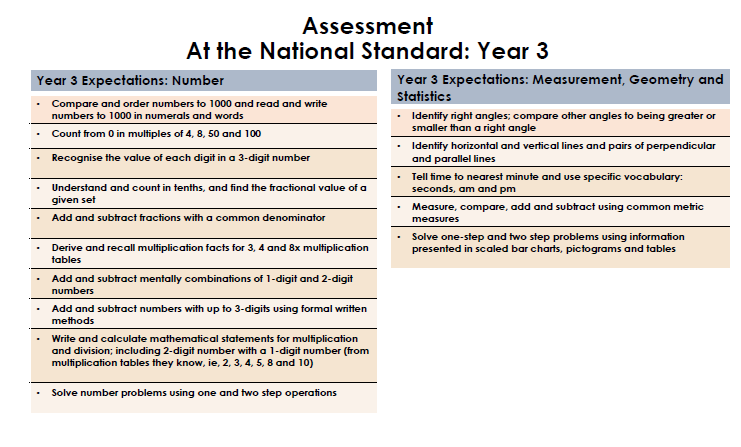 Assessment
At the National Standard: Year 3
Year 3 Expectations: Number
• Compare and order numbers to 1000 and read and write
numbers to 1000 in numerals and words
• Count from 0 in multiples of 4, 8, 50 and 100
• Recognise the value of each digit in a 3-digit number
• Understand and count in tenths, and find the fractional value of a
given set
• Add and subtract fractions with a common denominator
• Derive and recall multiplication facts for 3, 4 and 8x multiplication
tables
• Add and subtract mentally combinations of 1-digit and 2-digit
numbers
• Add and subtract numbers with up to 3-digits using formal written
methods
• Write and calculate mathematical statements for multiplication
and division; including 2-digit number with a 1-digit number (from
multiplication tables they know, ie, 2, 3, 4, 5, 8 and 10)
• Solve number problems using one and two step operations
Year 3 Expectations: Measurement, Geometry and
Statistics
• Identify right angles; compare other angles to being greater or
smaller than a right angle
• Identify horizontal and vertical lines and pairs of perpendicular
and parallel lines
• Tell time to nearest minute and use specific vocabulary:
seconds, am and pm
• Measure, compare, add and subtract using common metric
measures
• Solve one-step and two step problems using information
presented in scaled bar charts, pictograms and tables